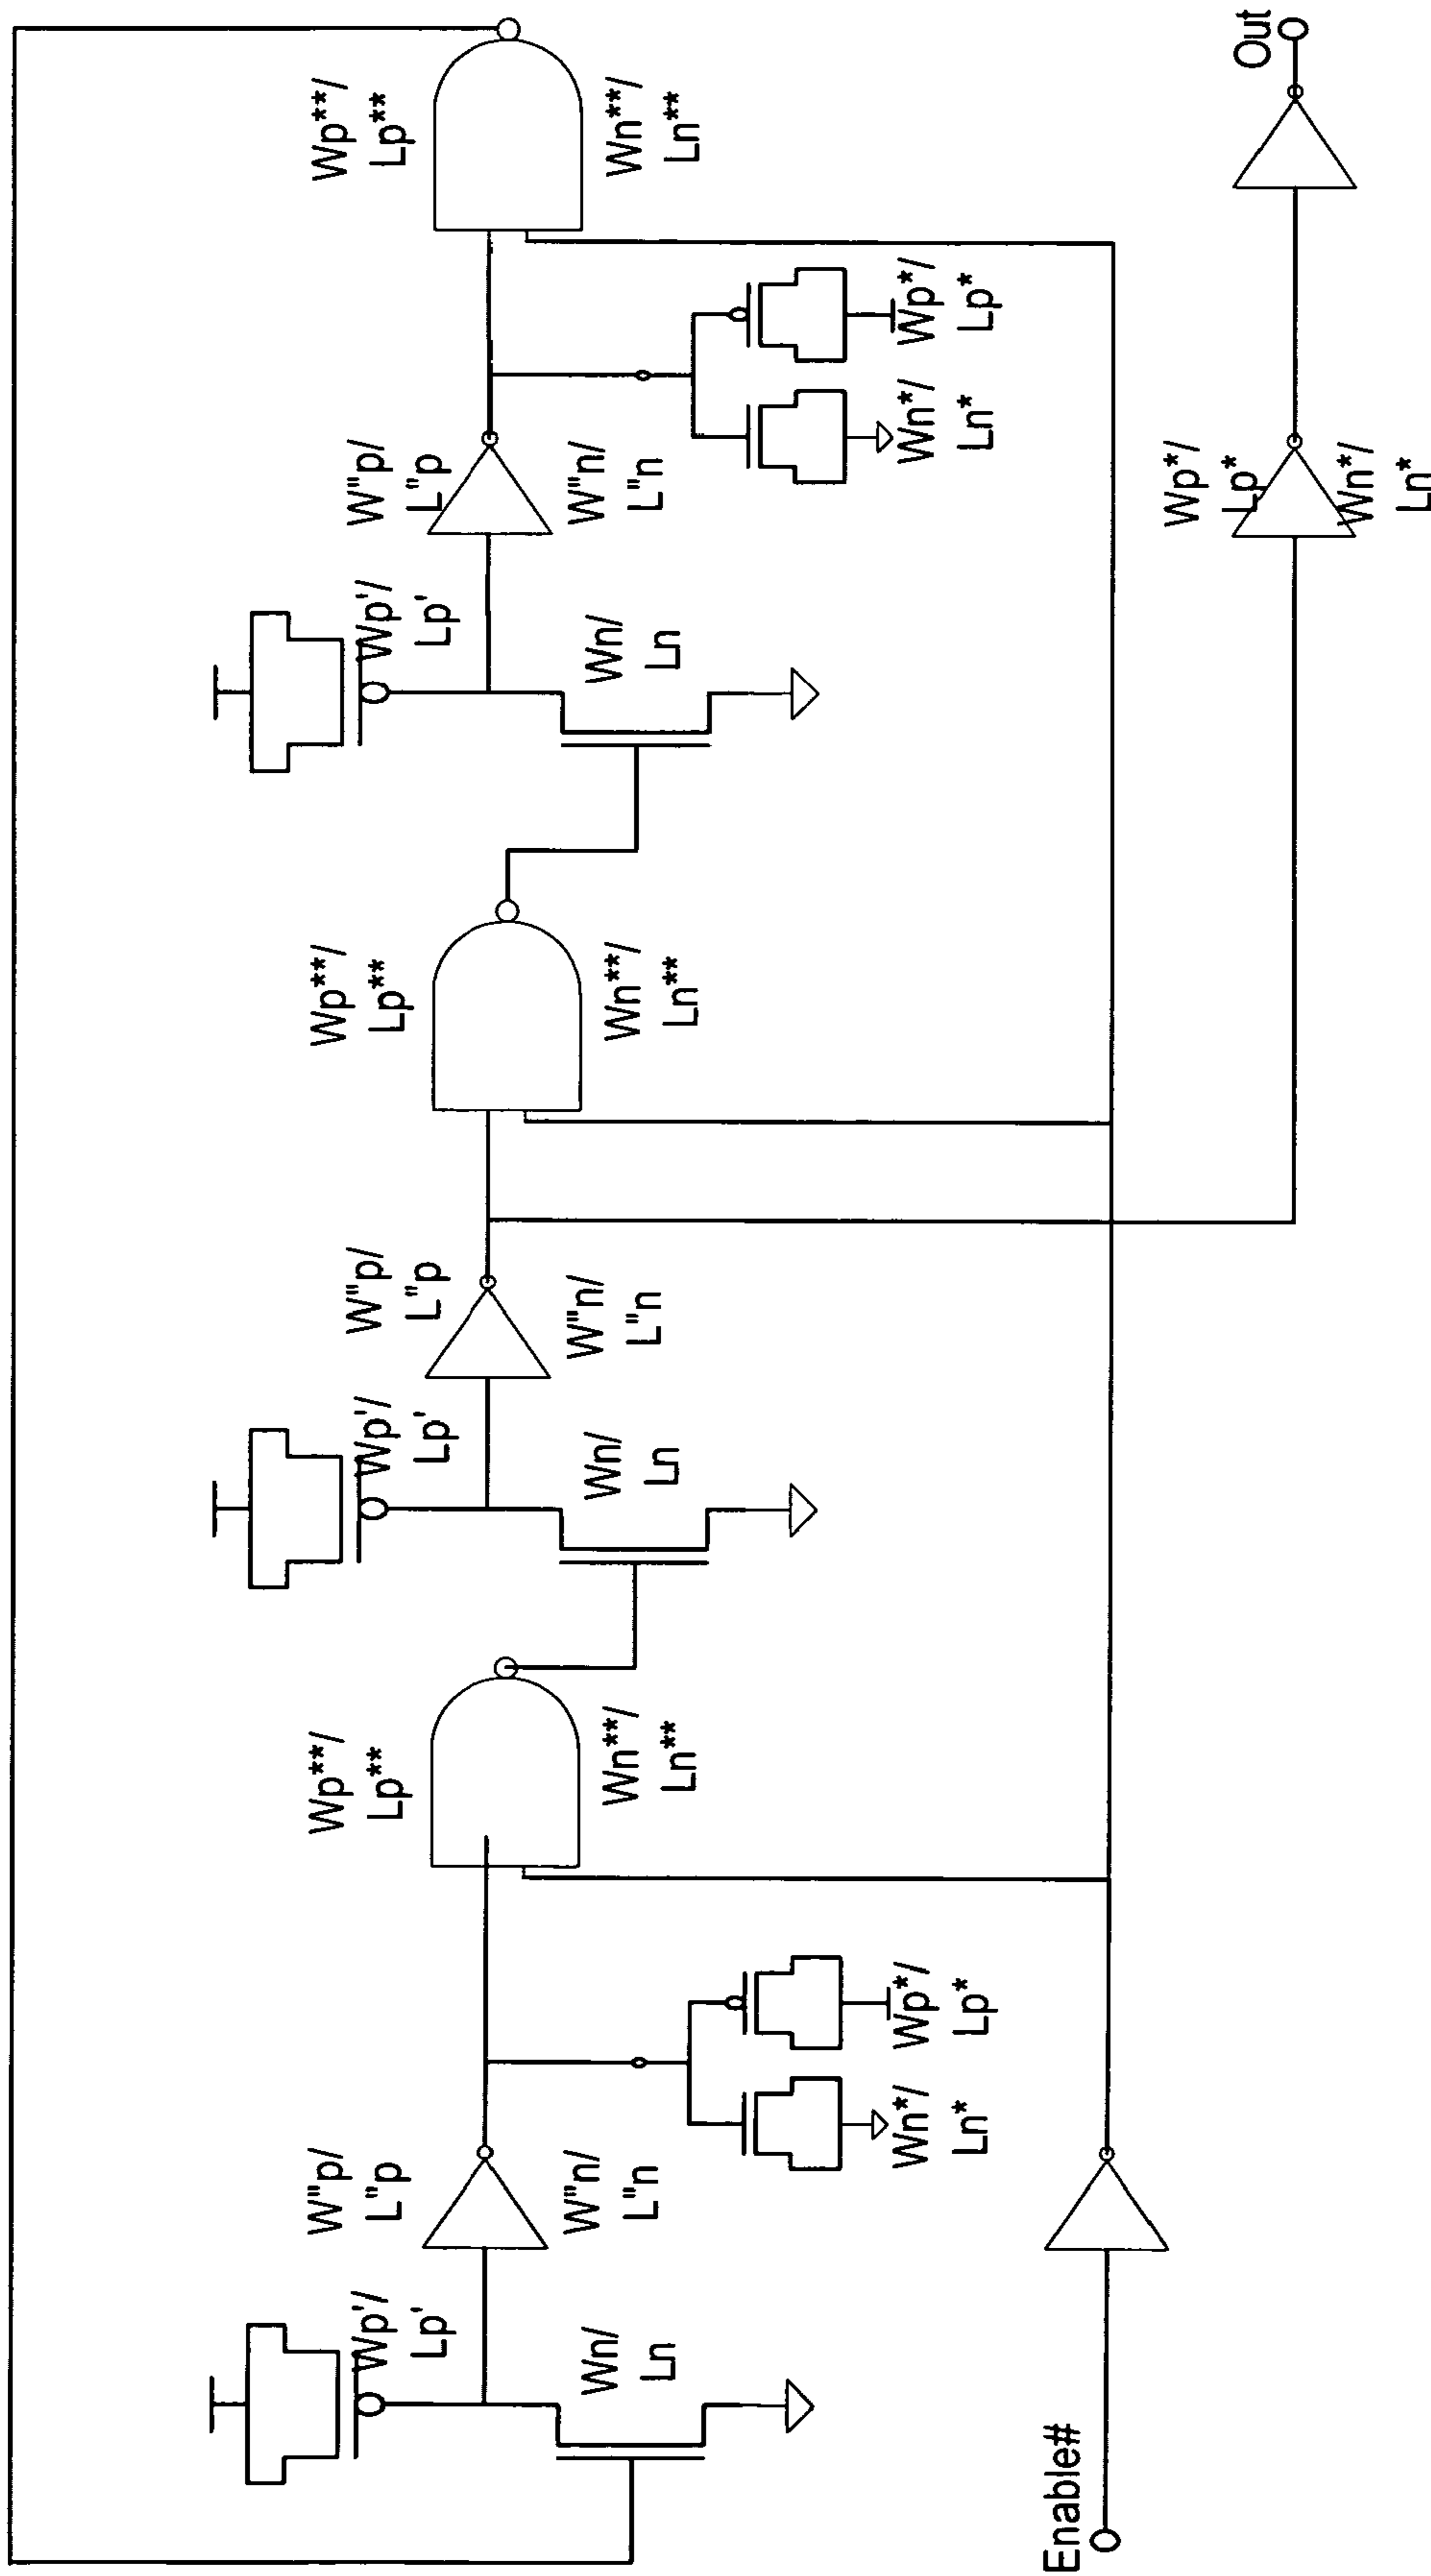 Wp'/
Lp'
Wn/
Ln
W"p/
L"p
W"n/
L"n
Wn*/
Ln*
Wp*/
Lp*
Wp**/
Lp**
Wn**/
Ln**
Wp'/
Lp'
Wn/
Ln
W"p/
L"p
W"n/
L"n
Wp**/
Lp**
Wn**/
Ln**
Wp'/
Lp'
Wn/
Ln
W"p/
L"p
W"n/
L"n
Wn*/
Ln*
Wp*/
Lp*
Wp**/
Lp**
Wn**/
Ln**
Enable#
Wp*/
Lp*
Wn*/
Ln*
Out